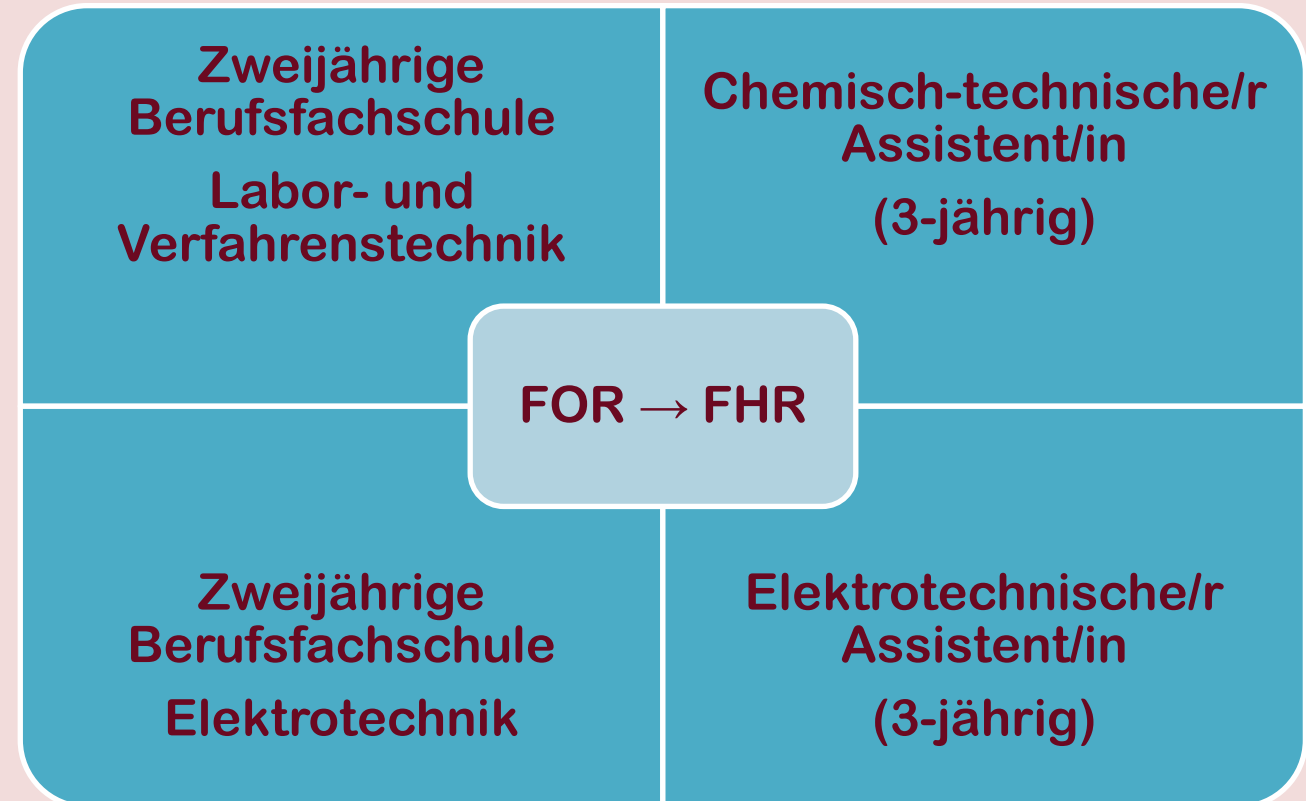 Zweijährige
Berufsfachschule
Labor- und
Verfahrenstechnik
Chemisch-technische/r
Assistent/in
(3-jährig)
FOR → FHR
Zweijährige
Berufsfachschule
Elektrotechnik
Elektrotechnische/r
Assistent/in
(3-jährig)